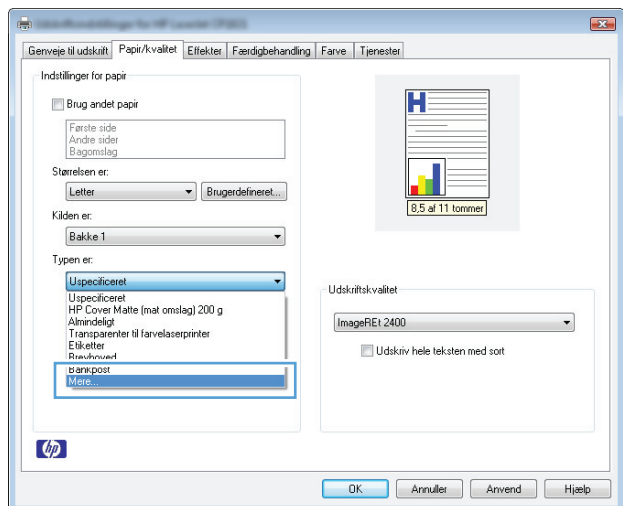 Genveje til udskrift Papir/kvalitet Effekter Færdigbehandling Farve Tjenester
Indstillinger for papir
Brug andet papir
Første side
Andre sider
Bagomslag
Størrelsen er:
Letter Brugerdefineret...
Kilden er:
Bakke 1
Typen er:
Uspecificeret
Uspecificeret
HP Cover Matte (mat omslag) 200 g
Almindeligt
Transparenter til farvelaserprinter
Etiketter
Brevhoved
Bankpost
Mere...
H
8,5 af 11 tommer
Udskriftskvalitet
ImageREt 2400
Udskriv hele teksten med sort
hp
OK Annuller Anvend Hjælp